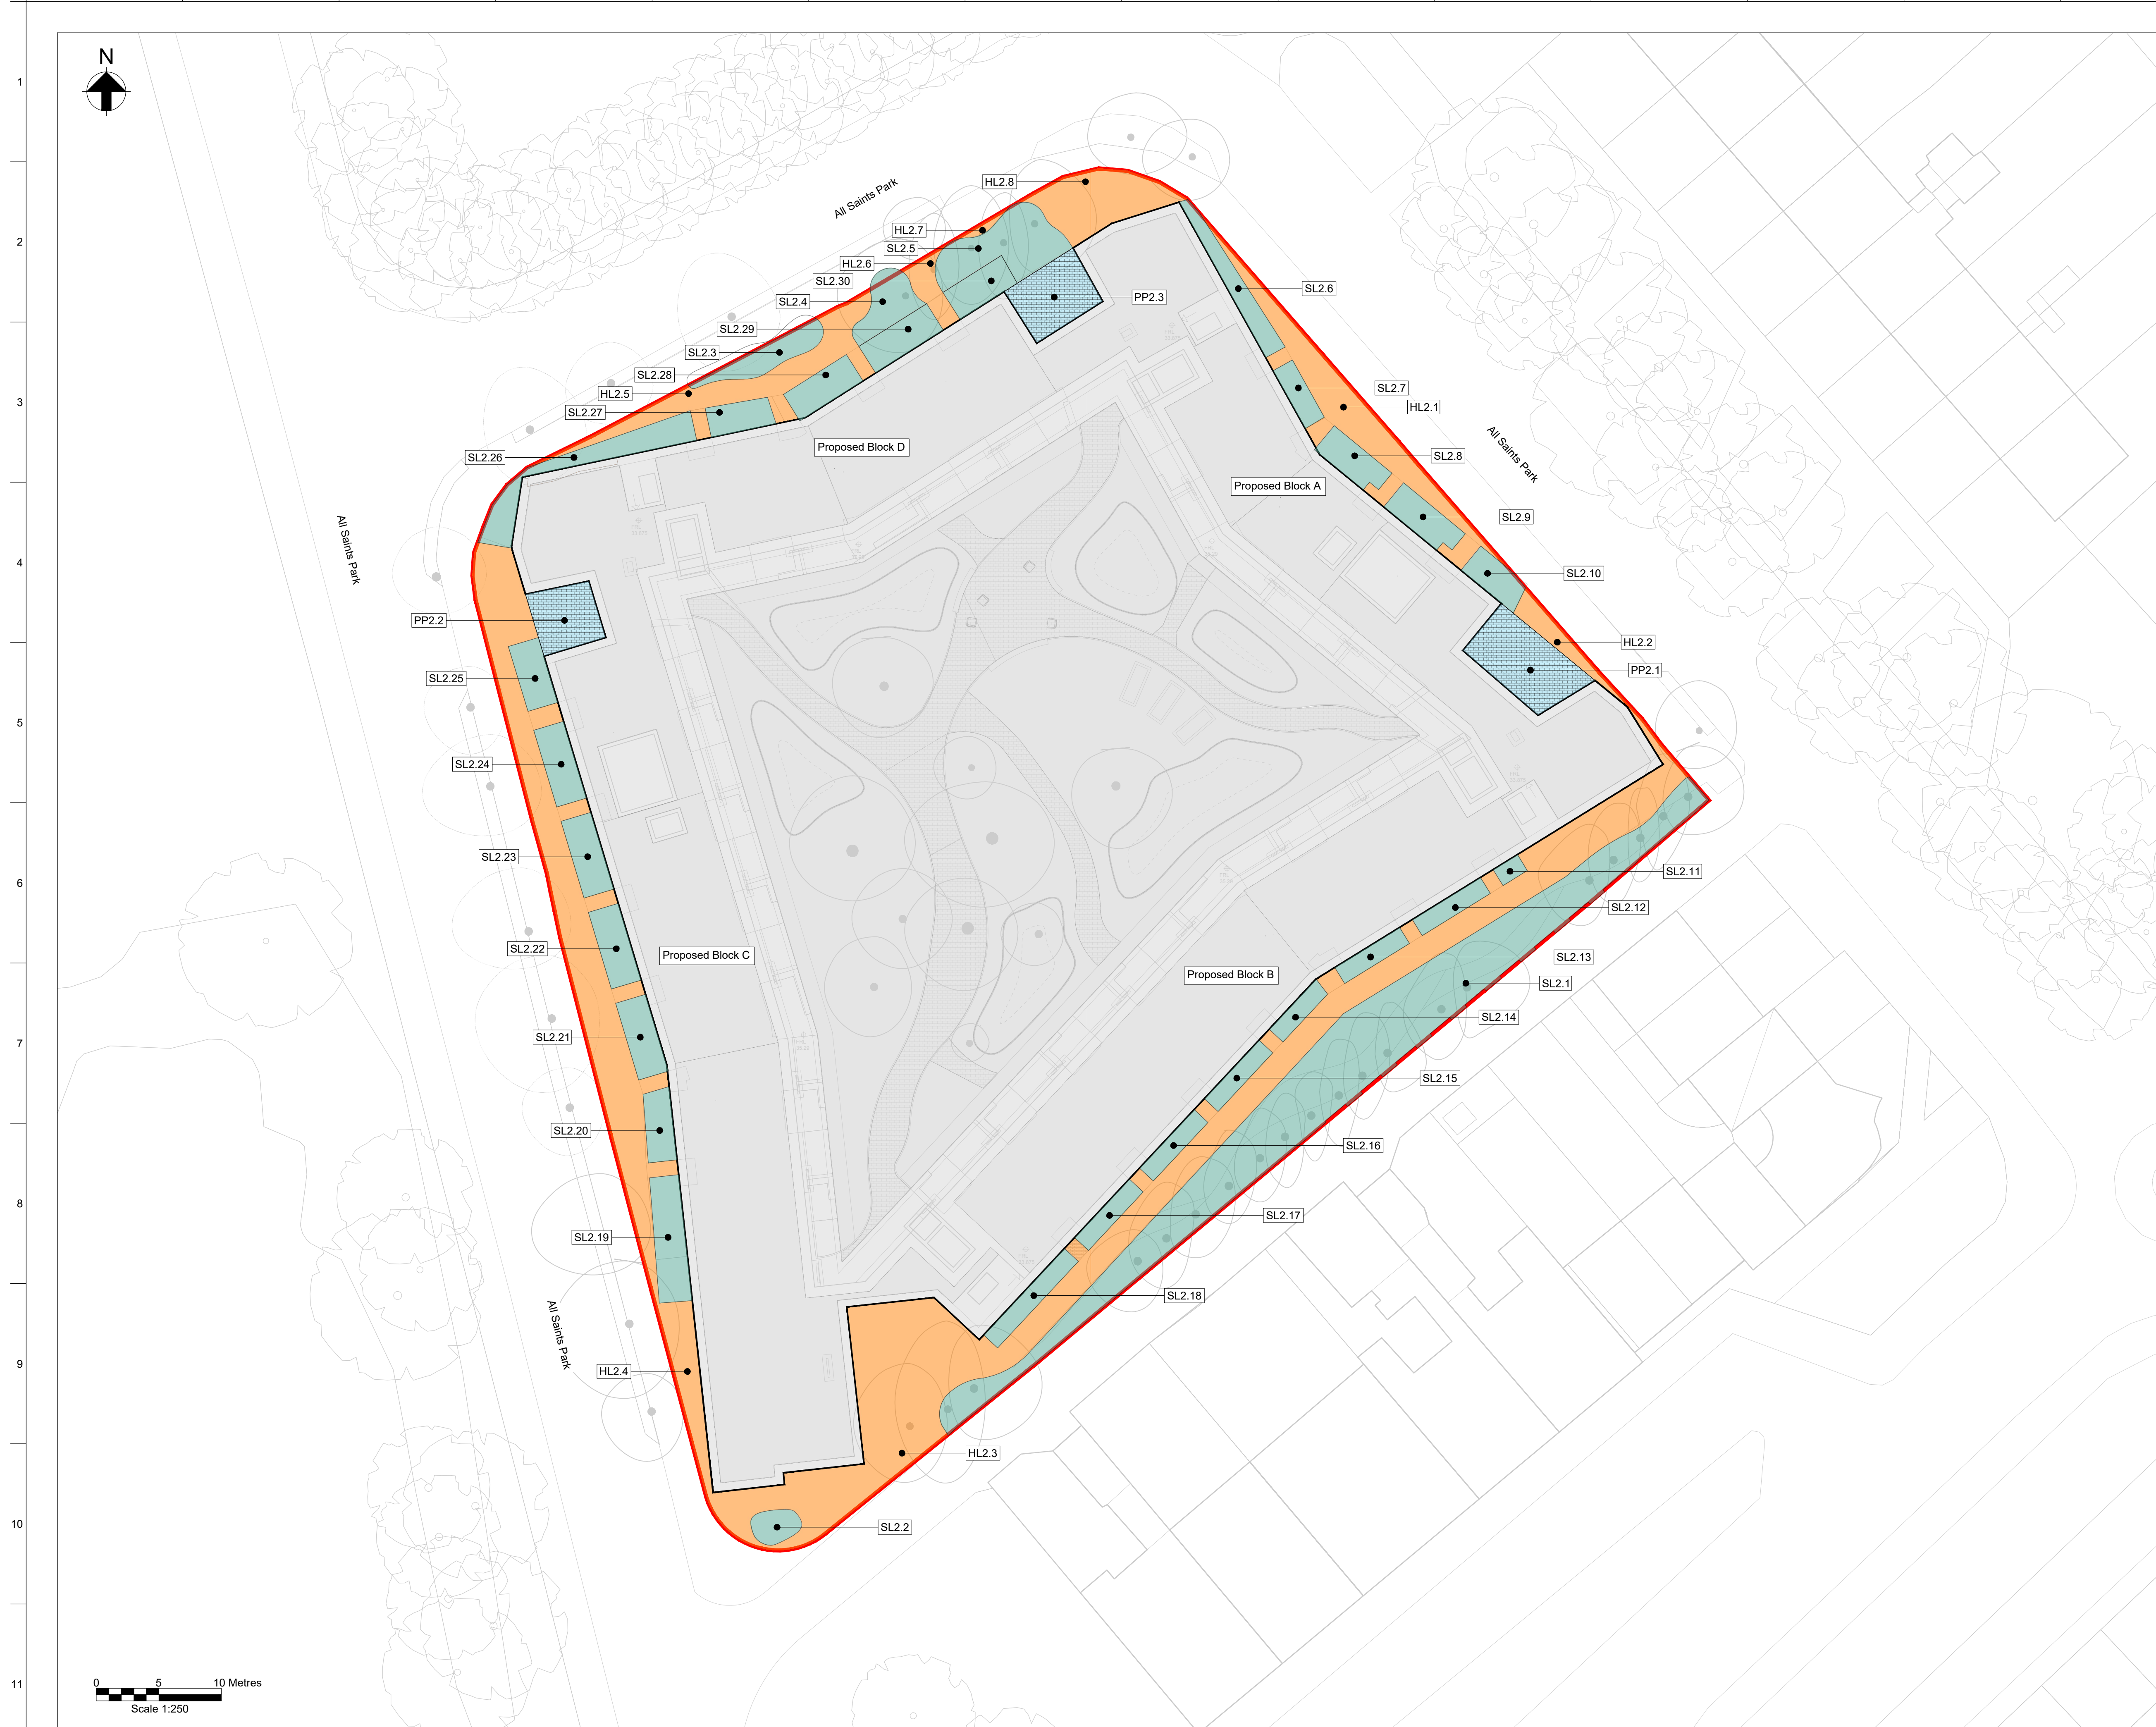 N
1
HL2.8
All Saints Park
HL2.7
2
SL2.5
HL2.6
SL2.30
SL2.6
PP2.3
SL2.4
SL2.29
SL2.3
SL2.28
SL2.7
HL2.5
3
HL2.1
SL2.27
Proposed Block D
All Saints Park
SL2.26
SL2.8
Proposed Block A
SL2.9
All Saints Park
4
SL2.10
PP2.2
HL2.2
PP2.1
SL2.25
5
SL2.24
SL2.23
SL2.11
6
SL2.12
SL2.22
Proposed Block C
SL2.13
Proposed Block B
SL2.1
SL2.14
SL2.21
7
SL2.15
SL2.20
SL2.16
8
SL2.17
SL2.19
SL2.18
All Saints Park
9
HL2.4
HL2.3
10
SL2.2
11
0 5 10 Metres
Scale 1:250